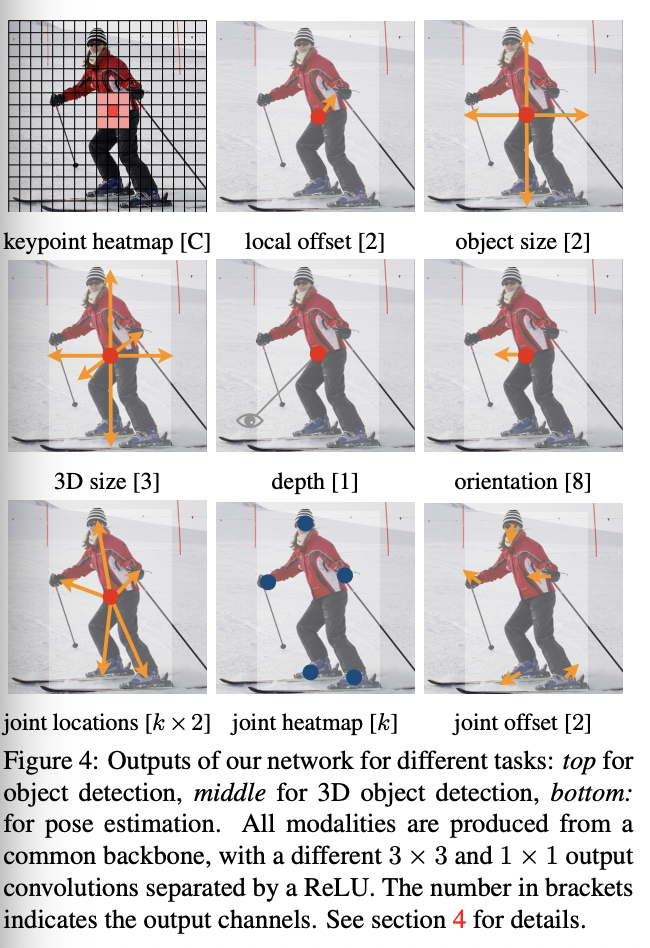 keypoint heatmap [C] local offset [2] object size [2]
3D size [3] depth [1] orientation [8]
joint locations [k × 2] joint heatmap [k] joint offset [2]
Figure 4: Outputs of our network for different tasks: top for
object detection, middle for 3D object detection, bottom:
for pose estimation. All modalities are produced from a
common backbone, with a different 3 × 3 and 1 × 1 output
convolutions separated by a ReLU. The number in brackets
indicates the output channels. See section 4 for details.